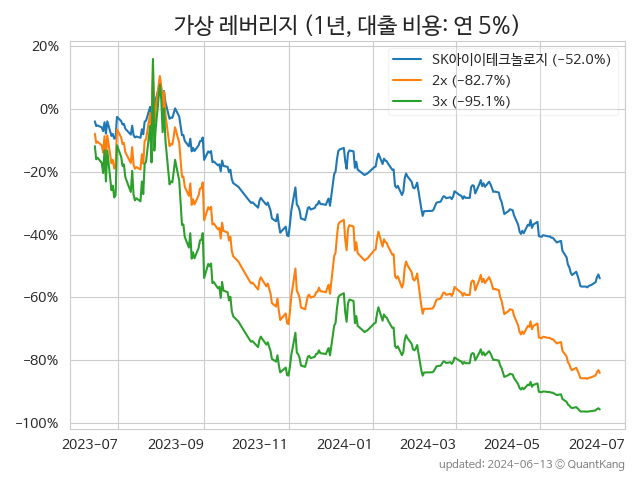 가상 레버리지 (1년, 대출 비용: 연 5%)
SK아이이테크놀로지 (−52.0%)
2x (−82.7%)
3x (−95.1%)
20%
0%
−20%
−40%
−60%
−80%
−100%
2023-07 2023-09 2023-11 2024-01 2024-03 2024-05 2024-07
updated: 2024-06-13 © QuantKang